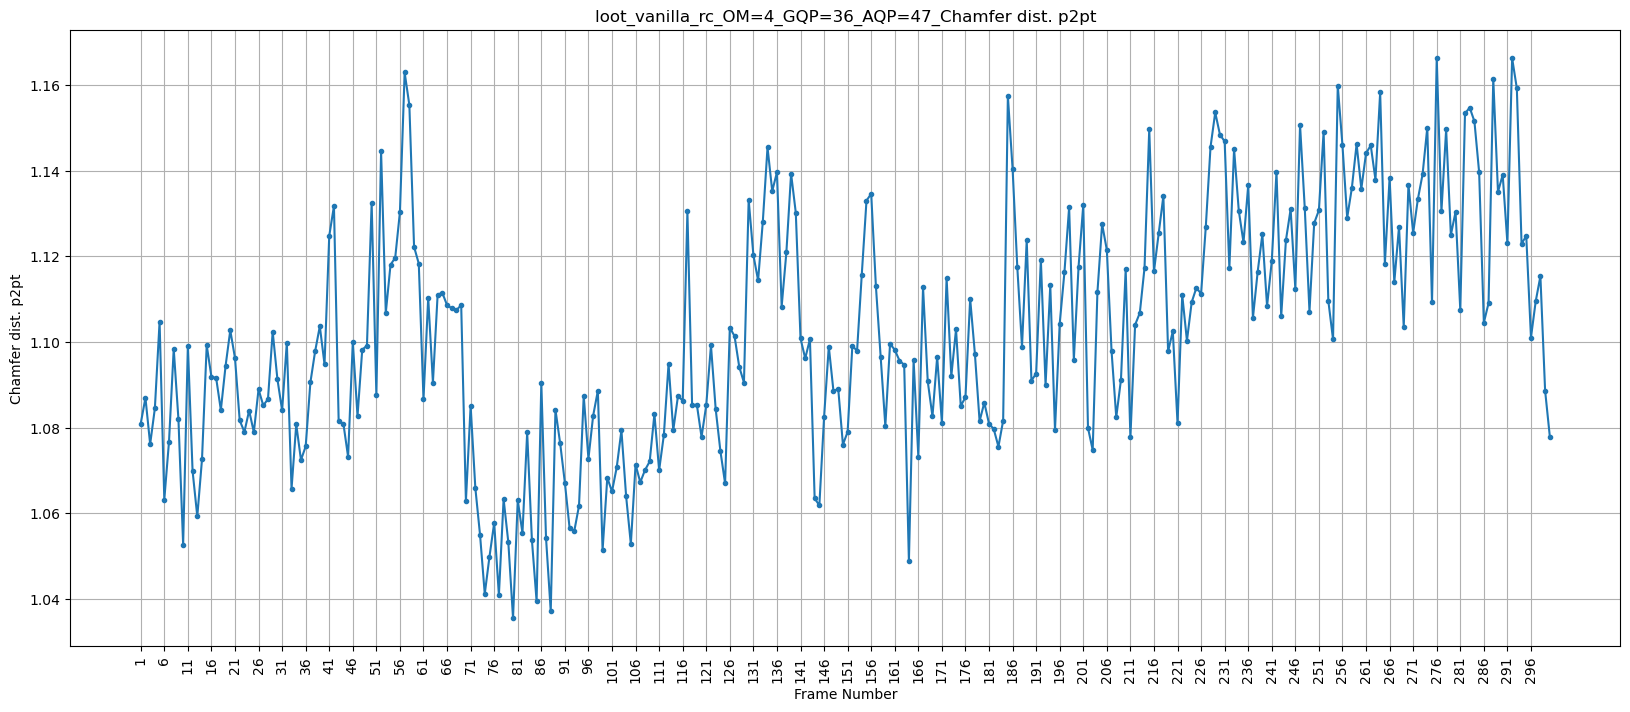 loot_vanilla_rc_OM=4_GQP=36_AQP=47_Chamfer dist. p2pt
Chamfer dist. p2pt
1.16
1.14
1.12
1.10
1.08
1.06
1.04
1 6 11 16 21 26 31 36 41 46 51 56 61 66 71 76 81 86 91 96 101 106 111 116 121 126 131 136 141 146 151 156 161 166 171 176 181 186 191 196 201 206 211 216 221 226 231 236 241 246 251 256 261 266 271 276 281 286 291 296
Frame Number